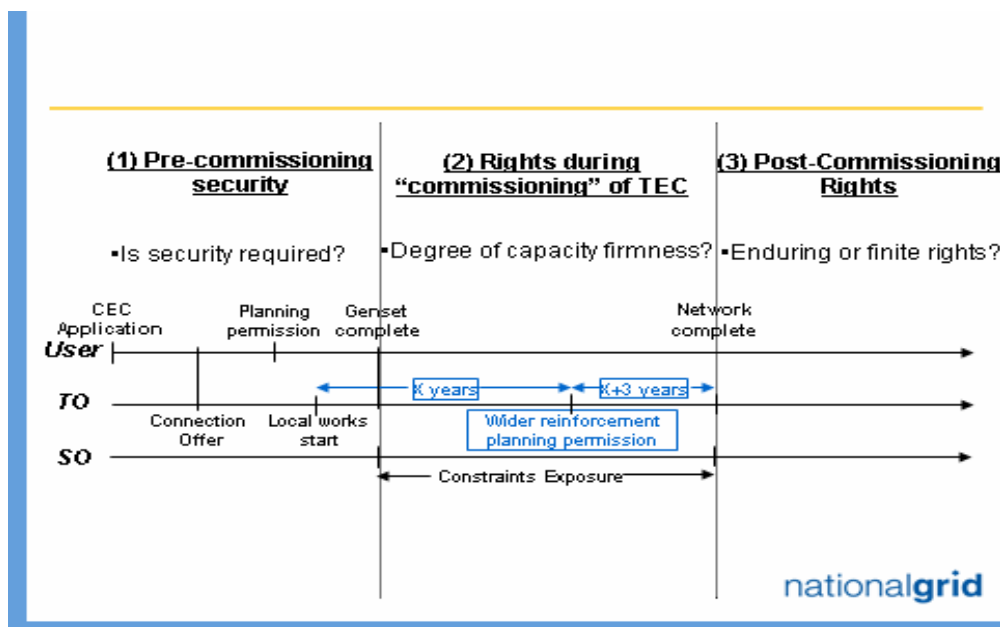 (1) Pre-commissioning
security
(2) Rights during
“commissioning” of TEC
(3) Post-Commissioning
Rights
▪Is security required?
▪Degree of capacity firmness?
▪Enduring or finite rights?
CEC
Application
Planning
permission
Genset
complete
Network
complete
User
K years
K+3 years
TO
Connection
Offer
Local works
start
Wider reinforcement
planning permission
SO
Constraints Exposure
nationalgrid